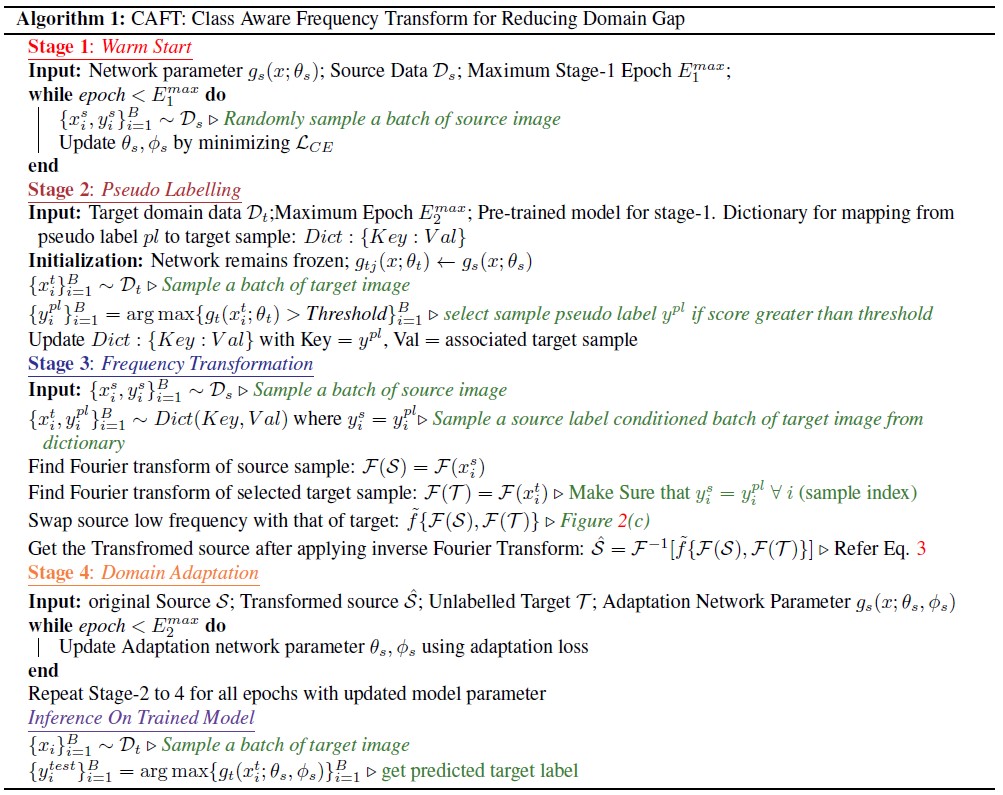 Algorithm 1: CAFT: Class Aware Frequency Transform for Reducing Domain Gap
Stage 1: Warm Start
Input: Network parameter $g_s(x;\theta_s)$; Source Data $\mathcal{D}_s$; Maximum Stage-1 Epoch $E_1^{max}$;
while epoch < $E_1^{max}$ do
$\{x_i^s, y_i^s\}_{i=1}^B \sim \mathcal{D}_s$ ▷ Randomly sample a batch of source image
Update $\theta_s, \phi_s$ by minimizing $\mathcal{L}_{CE}$
end
Stage 2: Pseudo Labelling
Input: Target domain data $\mathcal{D}_t$;Maximum Epoch $E_2^{max}$; Pre-trained model for stage-1. Dictionary for mapping from
pseudo label $pl$ to target sample: $Dict : \{Key : Val\}$
Initialization: Network remains frozen; $g_{tj}(x;\theta_t) \leftarrow g_s(x;\theta_s)$
$\{x_i^t\}_{i=1}^B \sim \mathcal{D}_t$ ▷ Sample a batch of target image
$\{y_i^{pl}\}_{i=1}^B = \arg\max\{g_t(x_i^t;\theta_t) > Threshold\}_{i=1}^B$ ▷ select sample pseudo label $y^{pl}$ if score greater than threshold
Update $Dict : \{Key : Val\}$ with Key = $y^{pl}$, Val = associated target sample
Stage 3: Frequency Transformation
Input: $\{x_i^s, y_i^s\}_{i=1}^B \sim \mathcal{D}_s$ ▷ Sample a batch of source image
$\{x_i^t, y_i^{pl}\}_{i=1}^B \sim Dict(Key, Val)$ where $y_i^s = y_i^{pl}$▷ Sample a source label conditioned batch of target image from
dictionary
Find Fourier transform of source sample: $\mathcal{F}(\mathcal{S}) = \mathcal{F}(x_i^s)$
Find Fourier transform of selected target sample: $\mathcal{F}(\mathcal{T}) = \mathcal{F}(x_i^t)$ ▷ Make Sure that $y_i^s = y_i^{pl} \forall i$ (sample index)
Swap source low frequency with that of target: $\tilde{f}\{\mathcal{F}(\mathcal{S}), \mathcal{F}(\mathcal{T})\}$ ▷ Figure 2(c)
Get the Transfromed source after applying inverse Fourier Transform: $\hat{\mathcal{S}} = \mathcal{F}^{-1}[\tilde{f}\{\mathcal{F}(\mathcal{S}), \mathcal{F}(\mathcal{T})\}]$ ▷ Refer Eq. 3
Stage 4: Domain Adaptation
Input: original Source $\mathcal{S}$; Transformed source $\hat{\mathcal{S}}$; Unlabelled Target $\mathcal{T}$; Adaptation Network Parameter $g_s(x;\theta_s, \phi_s)$
while epoch < $E_2^{max}$ do
Update Adaptation network parameter $\theta_s, \phi_s$ using adaptation loss
end
Repeat Stage-2 to 4 for all epochs with updated model parameter
Inference On Trained Model
$\{x_i\}_{i=1}^B \sim \mathcal{D}_t$ ▷ Sample a batch of target image
$\{y_i^{test}\}_{i=1}^B = \arg\max\{g_t(x_i^t;\theta_s, \phi_s)\}_{i=1}^B$ ▷ get predicted target label